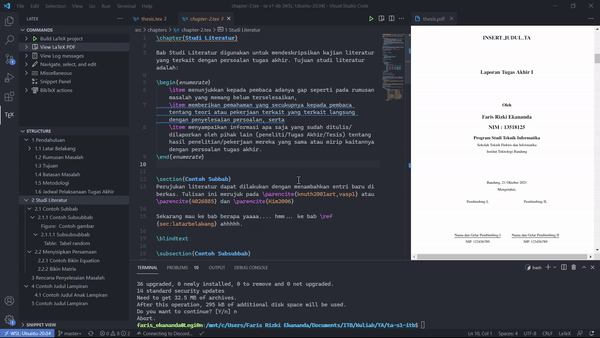 File Edit Selection View Go Run Terminal Help
chapter-2.tex - ta-s1-itb [WSL: Ubuntu-20.04] - Visual Studio Code
LATEX
COMMANDS
Build LaTeX project
View LaTeX PDF
View Log messages
Navigate, select, and edit
Miscellaneous
Snippet Panel
BibTeX actions
STRUCTURE
1 Pendahuluan
1.1 Latar Belakang
1.2 Rumusan Masalah
1.3 Tujuan
1.4 Batasan Masalah
1.5 Metodologi
1.6 Jadwal Pelaksanaan Tugas Akhir
2 Studi Literatur
2.1 Contoh Subbab
2.1.1 Contoh Subsubbab
2.1.1.1 Subsubsubbab
Figure: Contoh gambar
Table: Tabel random
2.2 Menyisipkan Persamaan
2.2.1 Contoh Bikin Equation
2.2.2 Bikin Matrix
3 Rencana Penyelesaian Masalah
4 Contoh Judul Lampiran
4.1 Contoh Anak Lampiran
5 Contoh Judul Lampiran
SNIPPET VIEW
thesis.tex
chapter-2.tex 7
src > chapters > chapter-2.tex
\chapter{Studi Literatur}
Bab Studi Literatur digunakan untuk mendeskripsikan kajian literatur
yang terkait dengan persoalan tugas akhir. Tujuan studi literatur
adalah:
\begin{enumerate}
\item menunjukkan kepada pembaca adanya gap seperti pada rumusan
masalah yang memang belum terselesaikan,
\item memberikan pemahaman yang secukupnya kepada pembaca
tentang teori atau pekerjaan terkait yang terkait langsung
dengan penyelesaian persoalan, serta
\item menyampaikan informasi apa saja yang sudah ditulis/
dilaporkan oleh pihak lain (peneliti/Tugas Akhir/Tesis) tentang
hasil penelitian/pekerjaan mereka yang sama atau mirip kaitannya
dengan persoalan tugas akhir.
\end{enumerate}
\section{Contoh Subbab}
Perujukan literatur dapat dilakukan dengan menambahkan entri baru di
berkas. Tulisan ini merujuk pada \parencite{knuth2001art,vasp1} atau
\parencite{4026885} dan \parencite{Kim2006}
Sekarang mau ke bab berapa yaaaa.... hmm... ke bab \ref
{sec:latarbelakang} ahhhhh.
\blindtext
\subsection{Contoh Subsubbab}
thesis.pdf
INSERT_JUDUL_TA
Laporan Tugas Akhir I
Oleh
Faris Rizki Ekananda
NIM : 13518125
Program Studi Teknik Informatika
Sekolah Teknik Elektro dan Informatika
Institut Teknologi Bandung
Bandung, 23 Oktober 2021
Mengetahui,
Pembimbing I, Pembimbing II,
Nama dan Gelar Pembimbing I Nama dan Gelar Pembimbing II
NIP. 123456789 NIP. 123456789
TERMINAL PROBLEMS 10 OUTPUT DEBUG CONSOLE
bash
36 upgraded, 0 newly installed, 0 to remove and 0 not upgraded.
14 standard security updates
Need to get 32.5 MB of archives.
After this operation, 295 kB of additional disk space will be used.
Do you want to continue? [Y/n] n
Abort.
faris_ekananda@Legi0n:/mnt/c/Users/Faris Rizki Ekananda/Documents/ITB/Kuliah/TA/ta-s1-itb$
WSL: Ubuntu-20.04 master* Connecting to Discord... Ln 10, Col 1 Spaces: 4 UTF-8 CRLF LaTeX